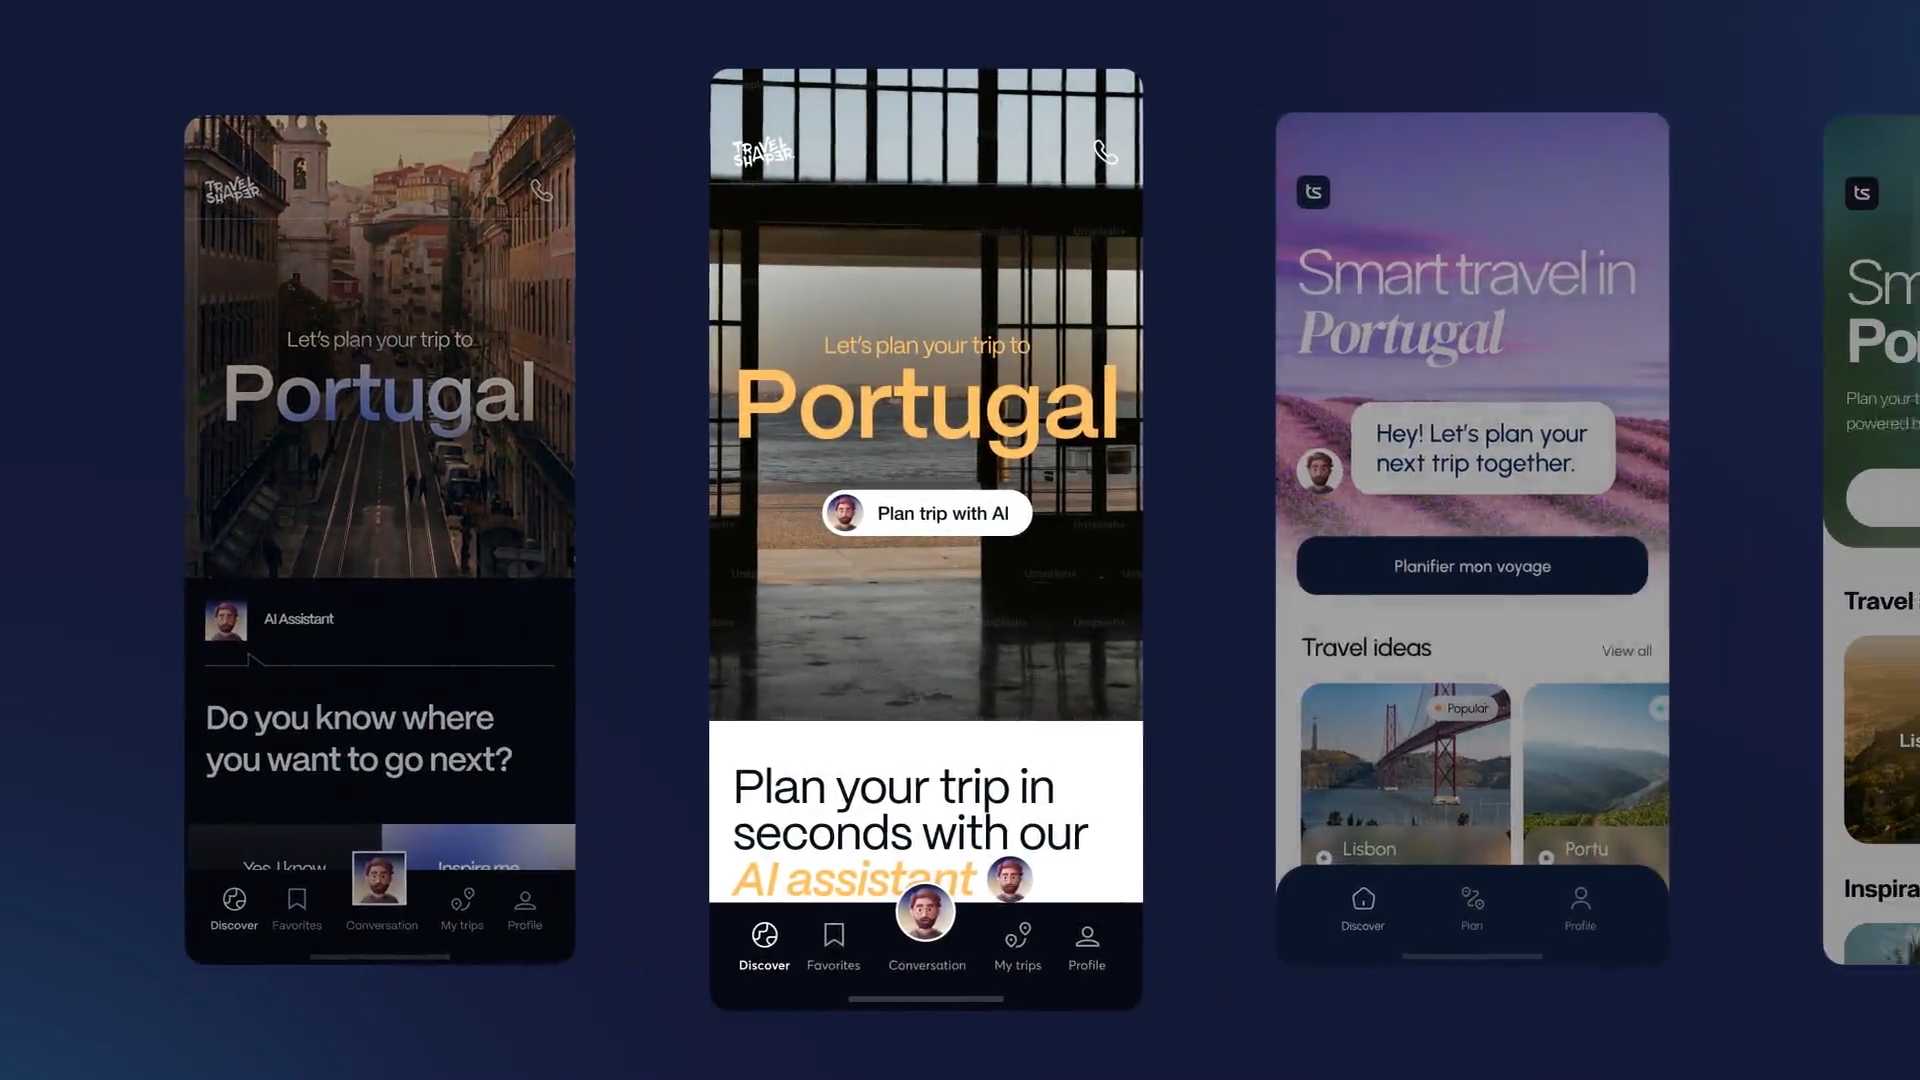 TRAVEL
SHAPER
Let's plan your trip to
Portugal
AI Assistant
Do you know where
you want to go next?
Yes, I know
Inspire me
Discover
Favorites
Conversation
My trips
Profile
TRAVEL
SHAPER
Let's plan your trip to
Portugal
Plan trip with AI
Plan your trip in
seconds with our
AI assistant
Discover
Favorites
Conversation
My trips
Profile
ts
Smart travel in
Portugal
Hey! Let's plan your
next trip together.
Planifier mon voyage
Travel ideas
View all
Popular
Lisbon
Portu
Discover
Plan
Profile
ts
Sm
Po
Plan your t
powered b
Travel
Lis
Inspira